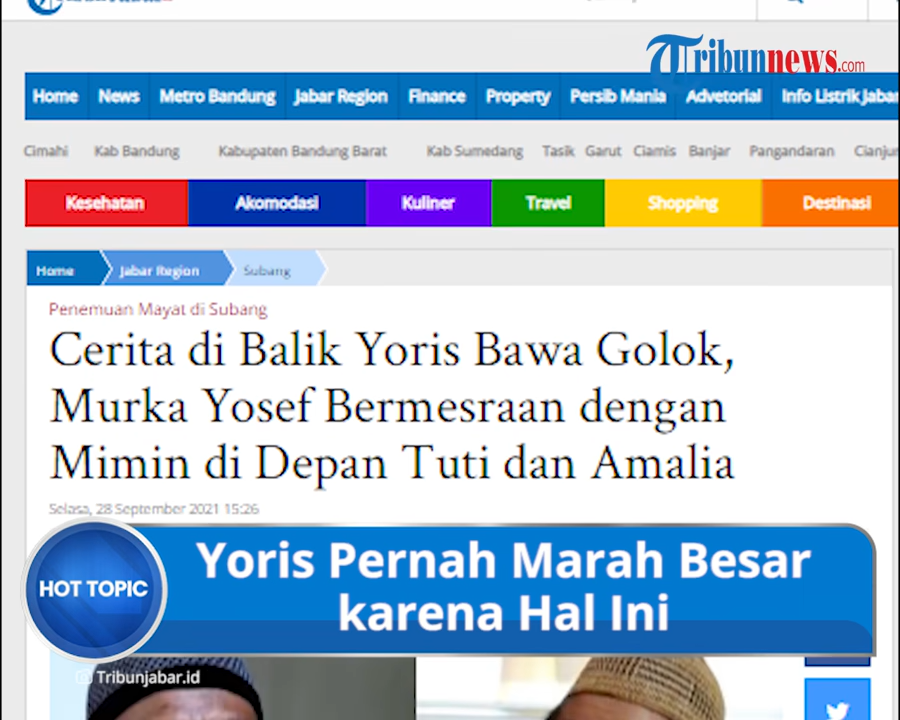 Tribunnews.com
Home News Metro Bandung Jabar Region Finance Property Persib Mania Advetorial Info Listrik Jabar
Cimahi Kab Bandung Kabupaten Bandung Barat Kab Sumedang Tasik Garut Ciamis Banjar Pangandaran Cianjur
Kesehatan Akomodasi Kuliner Travel Shopping Destinasi
Home Jabar Region Subang
Penemuan Mayat di Subang
Cerita di Balik Yoris Bawa Golok,
Murka Yosef Bermesraan dengan
Mimin di Depan Tuti dan Amalia
Selasa, 28 September 2021 15:26
HOT TOPIC
Yoris Pernah Marah Besar
karena Hal Ini
Tribunjabar.id